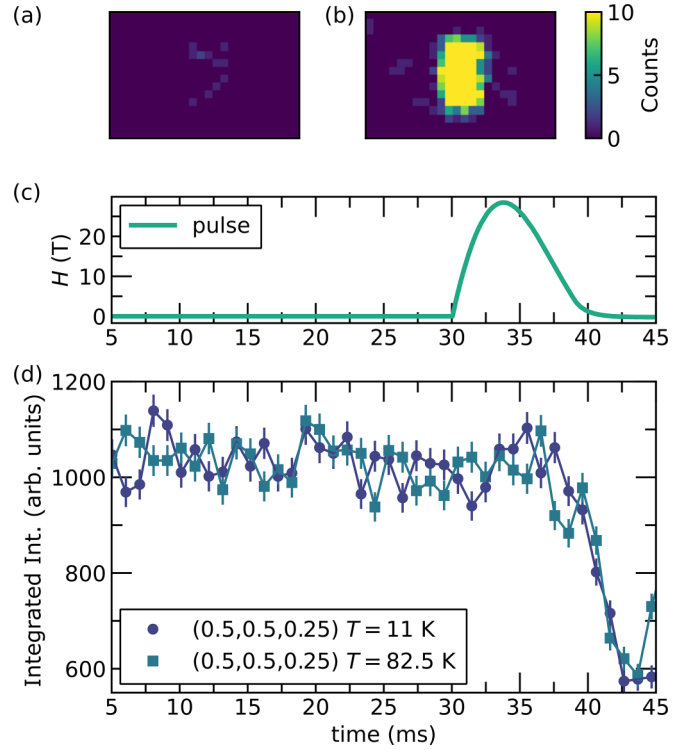 (a)
(b)
10
5
0
Counts
(c)
H (T)
20
10
0
pulse
5 10 15 20 25 30 35 40 45
(d)
Integrated Int. (arb. units)
1200
1000
800
600
(0.5,0.5,0.25) T = 11 K
(0.5,0.5,0.25) T = 82.5 K
5 10 15 20 25 30 35 40 45
time (ms)